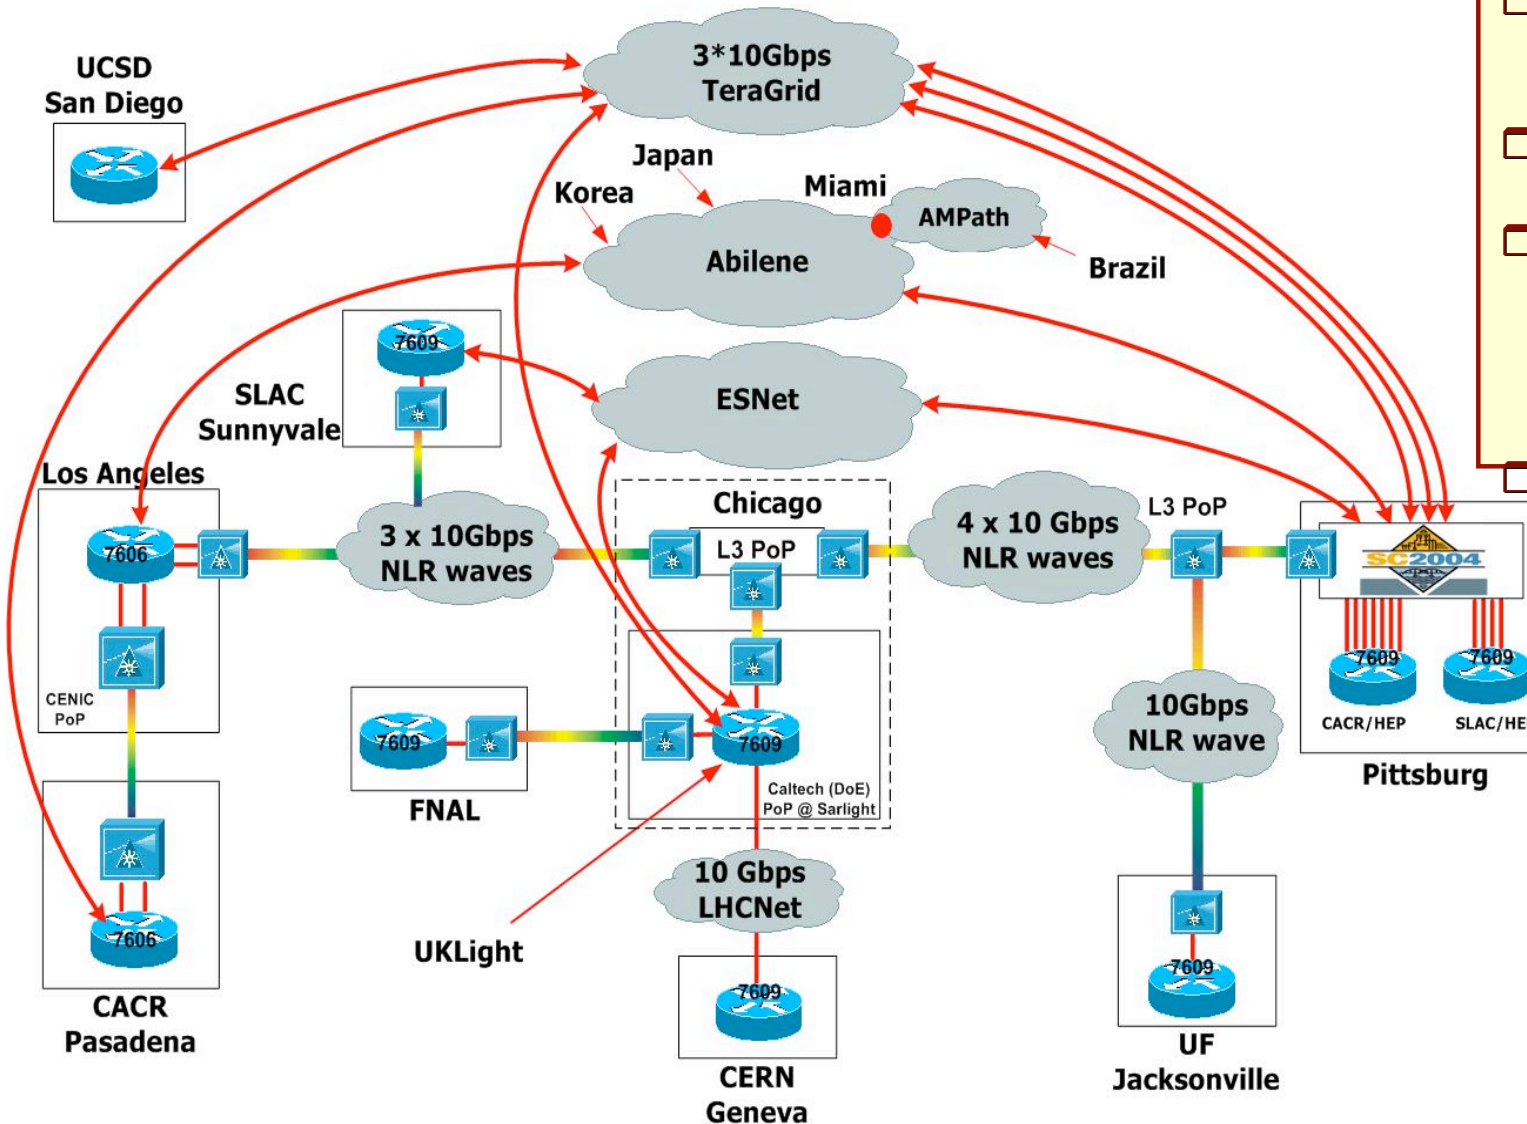 3*10Gbps
TeraGrid
UCSD
San Diego
Japan
Korea
Miami
AMPath
Abilene
Brazil
7609
SLAC
Sunnyvale
ESNet
Los Angeles
7606
CENIC
PoP
3 x 10Gbps
NLR waves
Chicago
L3 PoP
4 x 10 Gbps
NLR waves
L3 PoP
SC2004
7609
7609
CACR/HEP
SLAC/HE
Pittsburg
10Gbps
NLR wave
7609
FNAL
7609
Caltech (DoE)
PoP @ Sarlight
10 Gbps
LHCNet
UKLight
7606
CACR
Pasadena
7609
CERN
Geneva
7609
UF
Jacksonville